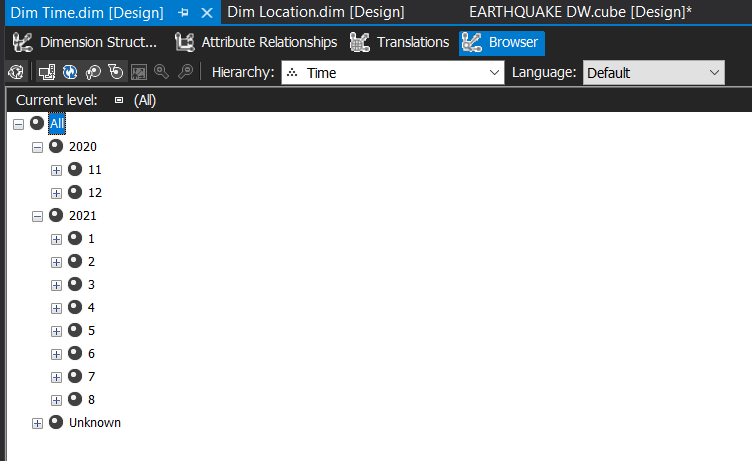 Dim Time.dim [Design] Dim Location.dim [Design] EARTHQUAKE DW.cube [Design]*
Dimension Struct... Attribute Relationships Translations Browser
Hierarchy: Time Language: Default
Current level: (All)
All
2020
11
12
2021
1
2
3
4
5
6
7
8
Unknown